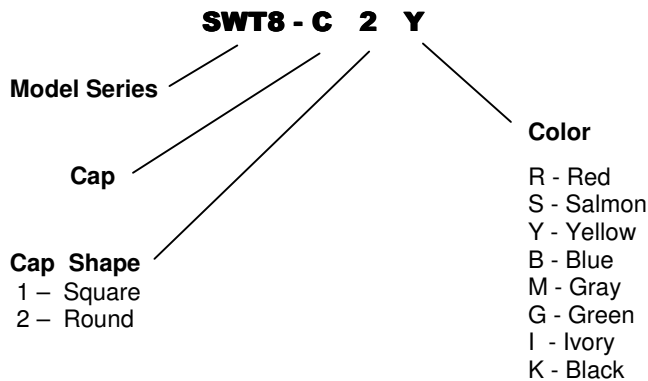 SWT8 - C 2 Y
Model Series
Cap
Cap Shape
1 – Square
2 – Round
Color
R - Red
S - Salmon
Y - Yellow
B - Blue
M - Gray
G - Green
I - Ivory
K - Black